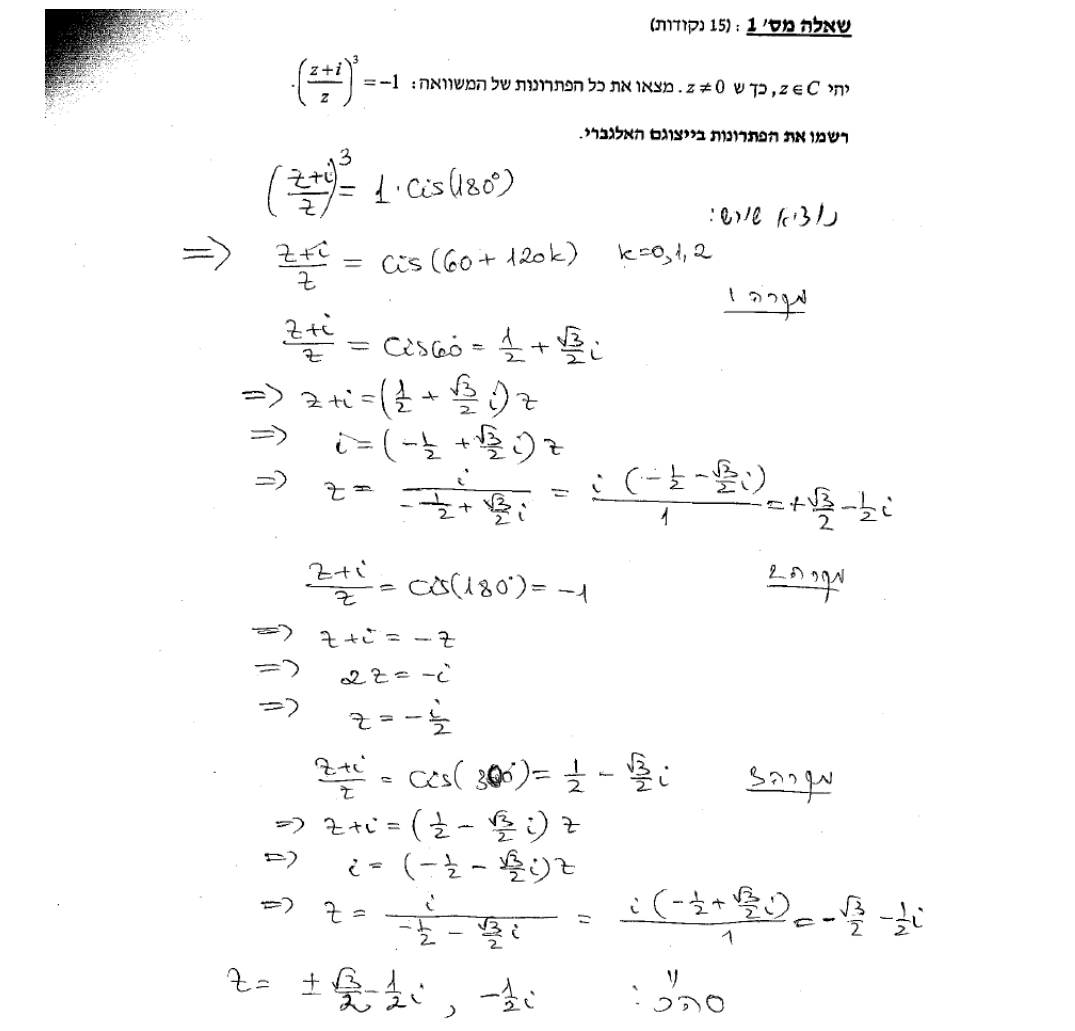 שאלה מס׳ 1 : (15 נקודות)
יהי z∈C, כך ש z≠0. מצאו את כל הפתרונות של המשוואה: ((z+i)/z)^3 = −1.
רשמו את הפתרונות בייצוגם האלגברי.
((z+i)/z)^3 = 1·cis(180°)
נוציא שורש:
=> (z+i)/z = cis(60+120k) k=0,1,2
מקרה 1
(z+i)/z = cis60° = 1/2 + √3/2 i
=> z+i = (1/2 + √3/2 i) z
=> i = (−1/2 + √3/2 i) z
=> z = i/(−1/2 + √3/2 i) = i(−1/2 − √3/2 i)/1 = +√3/2 − 1/2 i
מקרה 2
(z+i)/z = cis(180°) = −1
=> z+i = −z
=> 2z = −i
=> z = −i/2
מקרה 3
(z+i)/z = cis(300°) = 1/2 − √3/2 i
=> z+i = (1/2 − √3/2 i) z
=> i = (−1/2 − √3/2 i) z
=> z = i/(−1/2 − √3/2 i) = i(−1/2 + √3/2 i)/1 = −√3/2 − 1/2 i
סה״כ: z = ± √3/2 − 1/2 i , −1/2 i